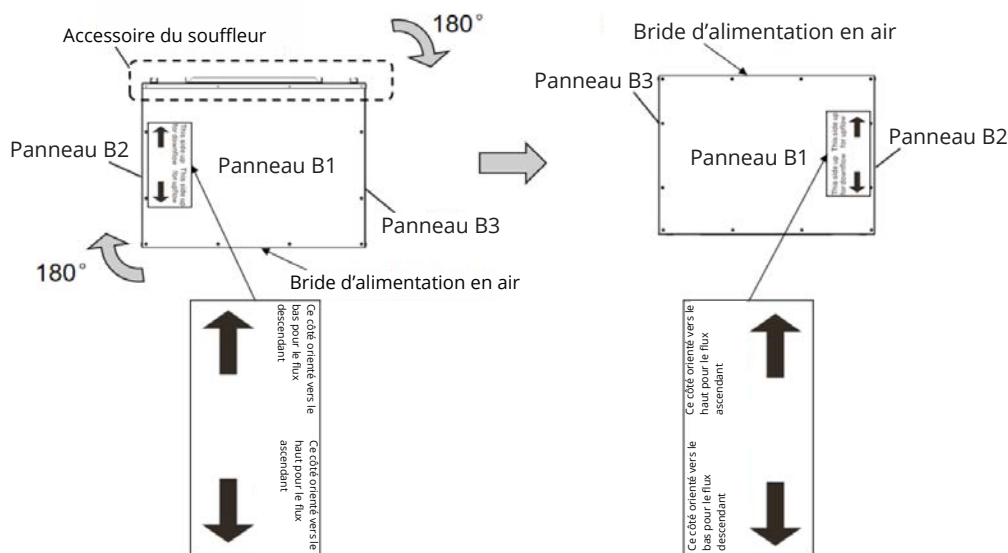 Accessoire du souffleur
180°
Panneau B2
This side up
for downflow
This side up
for upflow
Panneau B1
Panneau B3
180°
Bride d’alimentation en air
Ce côté orienté vers le
bas pour le flux
descendant
Ce côté orienté vers le
haut pour le flux
ascendant
Bride d’alimentation en air
Panneau B3
Panneau B1
This side up
for upflow
This side up
for downflow
Panneau B2
Ce côté orienté vers le
haut pour le flux
ascendant
Ce côté orienté vers le
bas pour le flux
descendant